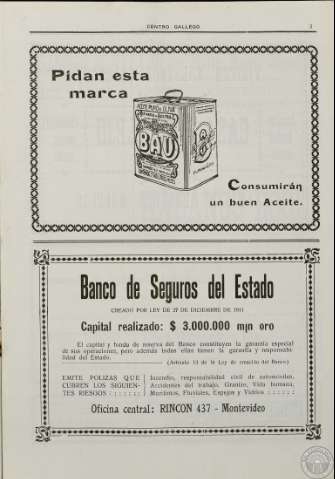 CENTRO GALLEGO 3
Pidan esta
marca
BAU
Consumirán
un buen Aceite.
Banco de Seguros del Estado
CREADO POR LEY DE 27 DE DICIEMBRE DE 1911
Capital realizado: $ 3.000.000 m|n oro
El capital y fondo de reserva del Banco constituyen la garantía especial
de sus operaciones, pero además todas ellas tienen la garantía y responsabi-
lidad del Estado.
(Artículo 13 de la Ley de creación del Banco)
EMITE POLIZAS QUE
CUBREN LOS SIGUIEN-
TES RIESGOS : : : : : : :
Incendio, responsabilidad civil de automóviles,
Accidentes del trabajo, Granizo, Vida humana,
Marítimos, Fluviales, Espejos y Vidrios : : : : :
Oficina central: RINCON 437 - Montevideo